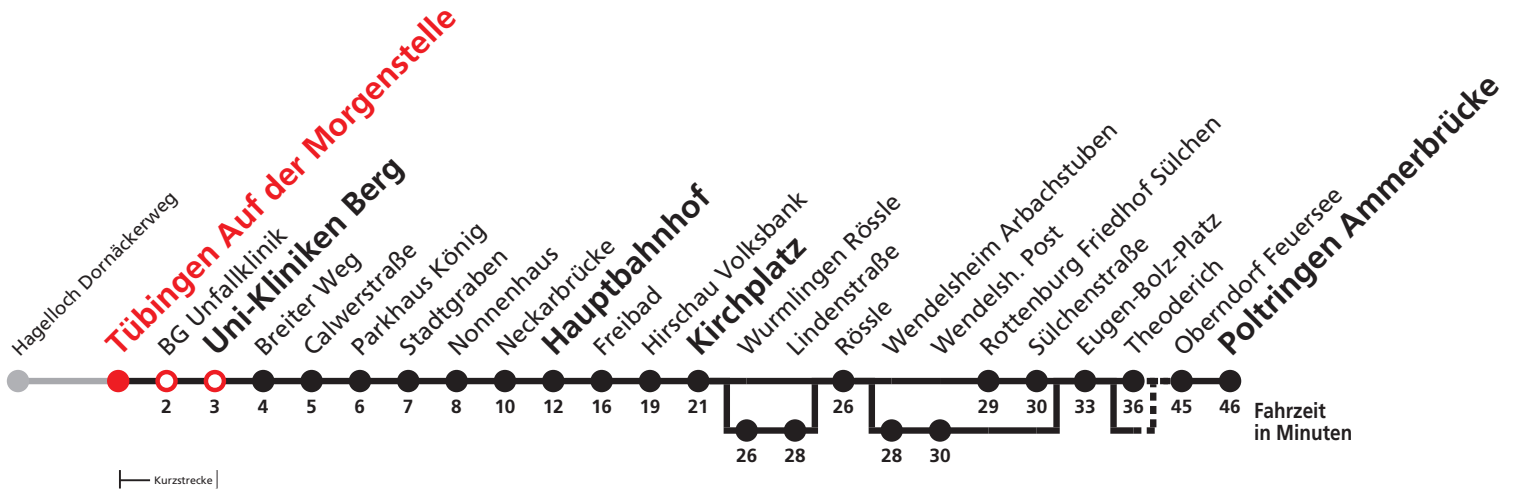 Hagelloch Dornäckerweg
Tübingen Auf der Morgenstelle
BG Unfallklinik
Uni-Kliniken Berg
Breiter Weg
Calwerstraße
Parkhaus König
Stadtgraben
Nonnenhaus
Neckarbrücke
Hauptbahnhof
Freibad
Hirschau Volksbank
Kirchplatz
Wurmlingen Rössle
Lindenstraße
Rössle
Wendelsheim Arbachstuben
Wendelsh. Post
Rottenburg Friedhof Sülchen
Sülchenstraße
Eugen-Bolz-Platz
Theoderich
Oberndorf Feuersee
Poltringen Ammerbrücke
2 3 4 5 6 7 8 10 12 16 19 21 26 29 30 33 36 45 46
Fahrzeit
in Minuten
26 28 28 30
Kurzstrecke